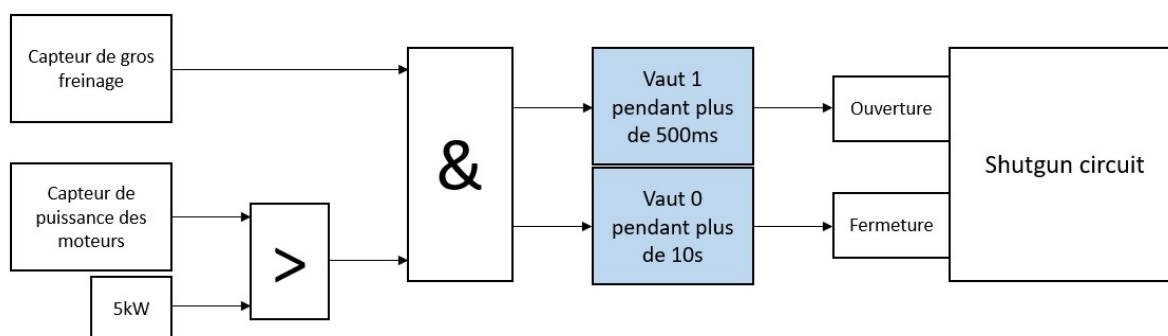 Capteur de gros
freinage
&
Vaut 1
pendant plus
de 500ms
Ouverture
Shutgun circuit
Capteur de
puissance des
moteurs
>
5kW
Vaut 0
pendant plus
de 10s
Fermeture